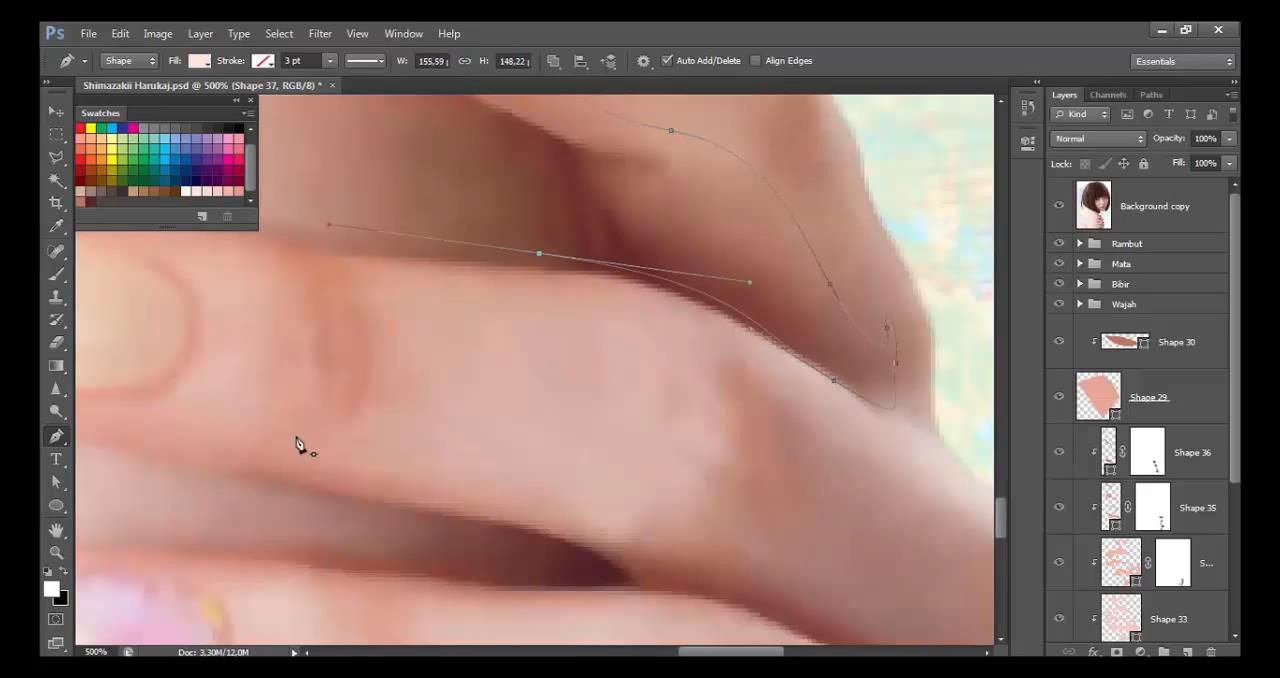 Ps File Edit Image Layer Type Select Filter View Window Help
Shape Fill: Stroke: 3 pt W: 155,59 H: 148,22 Auto Add/Delete Align Edges Essentials
Shimazakii Harukaj.psd @ 500% (Shape 37, RGB/8) * ×
Swatches
Layers Channels Paths
Kind
Normal Opacity: 100%
Lock: Fill: 100%
Background copy
Rambut
Mata
Bibir
Wajah
Shape 30
Shape 29
Shape 36
Shape 35
S...
Shape 33
500% Doc: 3,30M/12,0M